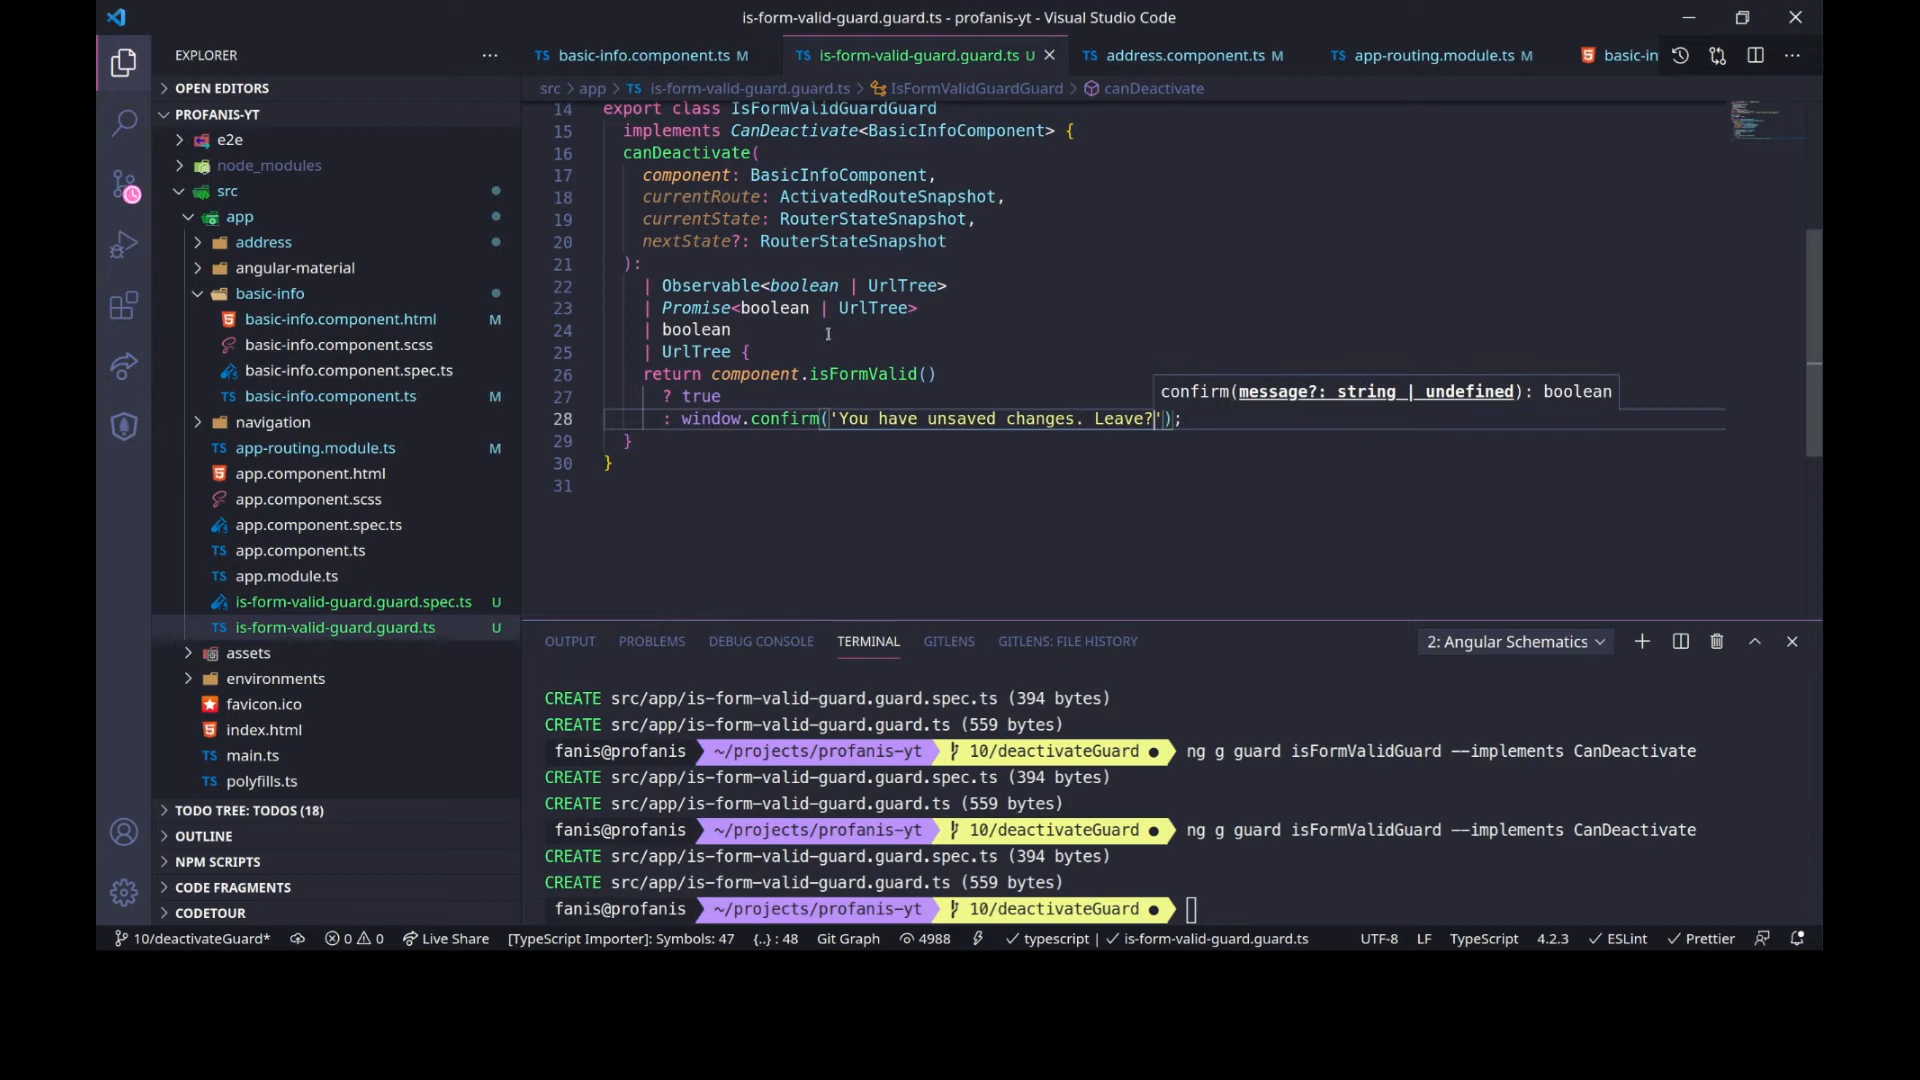 is-form-valid-guard.guard.ts - profanis-yt - Visual Studio Code
EXPLORER
OPEN EDITORS
PROFANIS-YT
e2e
node_modules
src
app
address
angular-material
basic-info
basic-info.component.html M
basic-info.component.scss
basic-info.component.spec.ts
basic-info.component.ts M
navigation
app-routing.module.ts M
app.component.html
app.component.scss
app.component.spec.ts
app.component.ts
app.module.ts
is-form-valid-guard.guard.spec.ts U
is-form-valid-guard.guard.ts U
assets
environments
favicon.ico
index.html
main.ts
polyfills.ts
TODO TREE: TODOS (18)
OUTLINE
NPM SCRIPTS
CODE FRAGMENTS
CODETOUR
TS basic-info.component.ts M TS is-form-valid-guard.guard.ts U TS address.component.ts M TS app-routing.module.ts M basic-in
src > app > TS is-form-valid-guard.guard.ts > IsFormValidGuardGuard > canDeactivate
14 export class IsFormValidGuardGuard
15 implements CanDeactivate<BasicInfoComponent> {
16 canDeactivate(
17 component: BasicInfoComponent,
18 currentRoute: ActivatedRouteSnapshot,
19 currentState: RouterStateSnapshot,
20 nextState?: RouterStateSnapshot
21 ):
22 | Observable<boolean | UrlTree>
23 | Promise<boolean | UrlTree>
24 | boolean
25 | UrlTree {
26 return component.isFormValid()
27 ? true
confirm(message?: string | undefined): boolean
28 : window.confirm('You have unsaved changes. Leave?');
29 }
30 }
31
OUTPUT PROBLEMS DEBUG CONSOLE TERMINAL GITLENS GITLENS: FILE HISTORY 2: Angular Schematics
CREATE src/app/is-form-valid-guard.guard.spec.ts (394 bytes)
CREATE src/app/is-form-valid-guard.guard.ts (559 bytes)
fanis@profanis ~/projects/profanis-yt 10/deactivateGuard ● ng g guard isFormValidGuard --implements CanDeactivate
CREATE src/app/is-form-valid-guard.guard.spec.ts (394 bytes)
CREATE src/app/is-form-valid-guard.guard.ts (559 bytes)
fanis@profanis ~/projects/profanis-yt 10/deactivateGuard ● ng g guard isFormValidGuard --implements CanDeactivate
CREATE src/app/is-form-valid-guard.guard.spec.ts (394 bytes)
CREATE src/app/is-form-valid-guard.guard.ts (559 bytes)
fanis@profanis ~/projects/profanis-yt 10/deactivateGuard ●
10/deactivateGuard* 0 0 Live Share [TypeScript Importer]: Symbols: 47 {..} : 48 Git Graph 4988 typescript | is-form-valid-guard.guard.ts UTF-8 LF TypeScript 4.2.3 ESLint Prettier